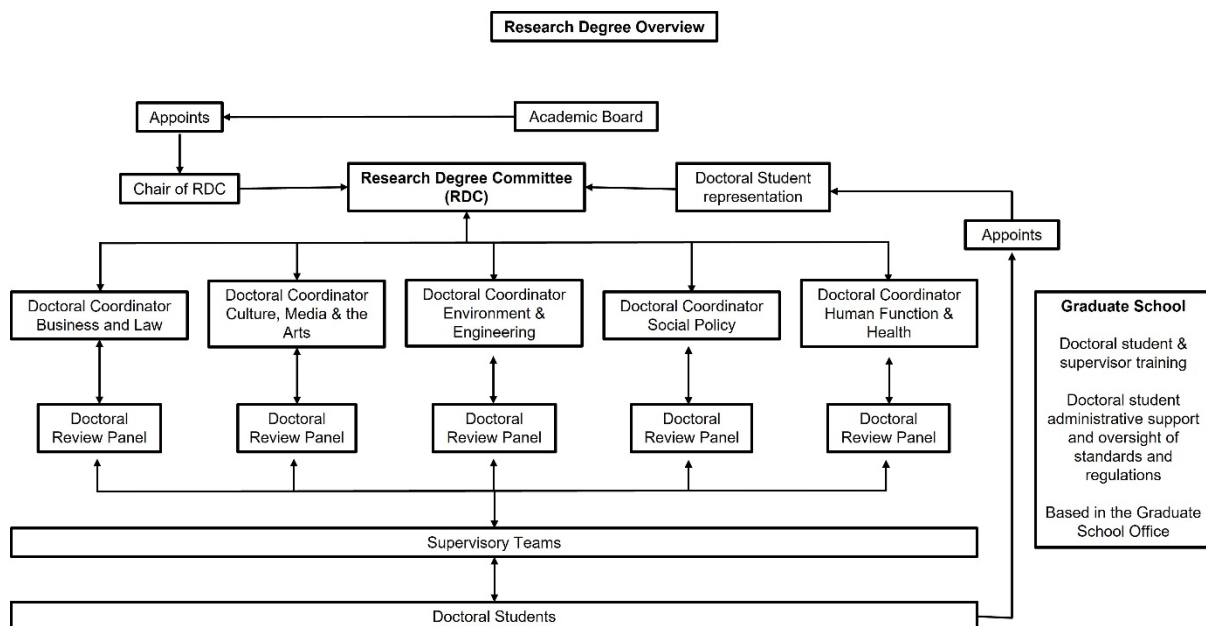 Research Degree Overview
Appoints
Academic Board
Chair of RDC
Research Degree Committee
(RDC)
Doctoral Student
representation
Appoints
Doctoral Coordinator
Business and Law
Doctoral Coordinator
Culture, Media & the
Arts
Doctoral Coordinator
Environment &
Engineering
Doctoral Coordinator
Social Policy
Doctoral Coordinator
Human Function &
Health
Graduate School
Doctoral student &
supervisor training
Doctoral student
administrative support
and oversight of
standards and
regulations
Based in the Graduate
School Office
Doctoral
Review Panel
Doctoral
Review Panel
Doctoral
Review Panel
Doctoral
Review Panel
Doctoral
Review Panel
Supervisory Teams
Doctoral Students